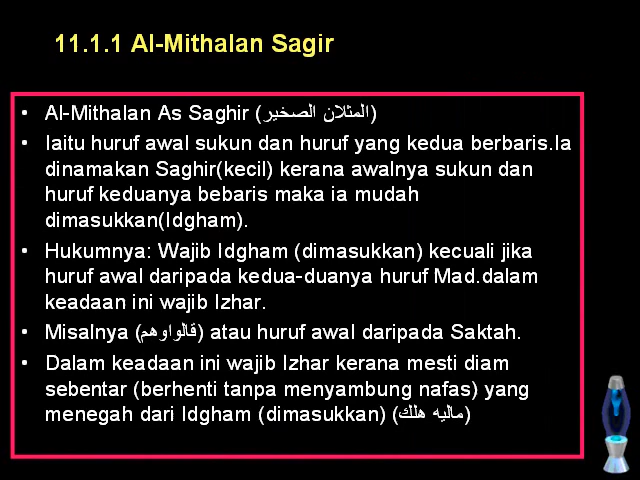 11.1.1 Al-Mithalan Sagir
• Al-Mithalan As Saghir (المثلان الصخير)
• Iaitu huruf awal sukun dan huruf yang kedua berbaris.Ia
dinamakan Saghir(kecil) kerana awalnya sukun dan
huruf keduanya bebaris maka ia mudah
dimasukkan(Idgham).
• Hukumnya: Wajib Idgham (dimasukkan) kecuali jika
huruf awal daripada kedua-duanya huruf Mad.dalam
keadaan ini wajib Izhar.
• Misalnya (قالواوهم) atau huruf awal daripada Saktah.
• Dalam keadaan ini wajib Izhar kerana mesti diam
sebentar (berhenti tanpa menyambung nafas) yang
menegah dari Idgham (dimasukkan) (ماليه هلك)